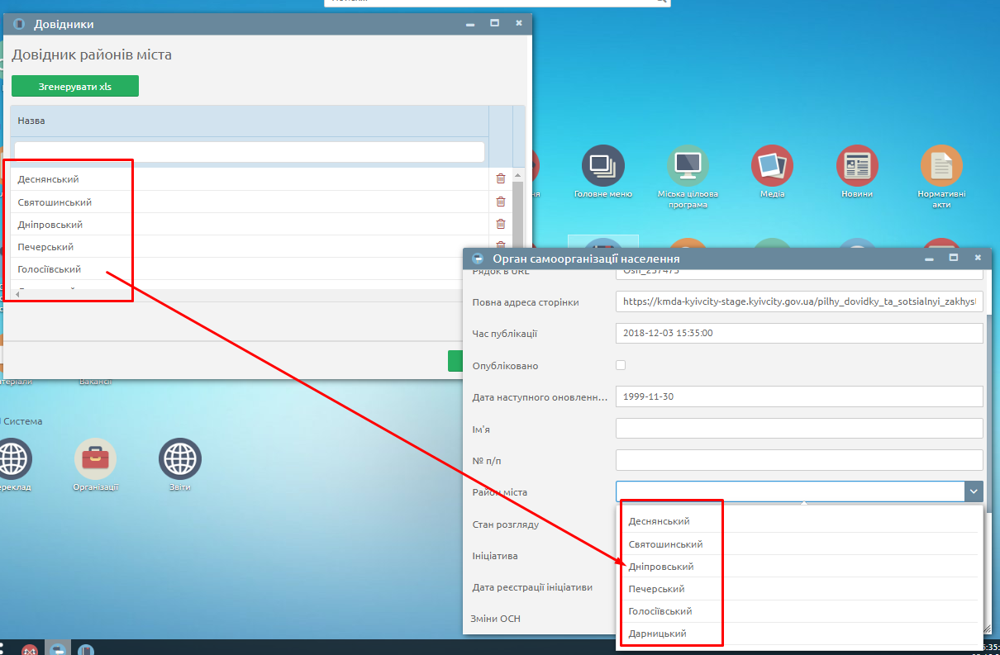 Довідники
Довідник районів міста
Згенерувати xls
Назва
Деснянський
Святошинський
Дніпровський
Печерський
Голосіївський
Головне меню
Міська цільова
програма
Медіа
Новини
Нормативні
акти
Орган самоорганізації населення
Рядок в URL
Osn_257475
Повна адреса сторінки
https://kmda-kyivcity-stage.kyivcity.gov.ua/pilhy_dovidky_ta_sotsialnyi_zakhyst
Час публікації
2018-12-03 15:35:00
Опубліковано
Дата наступного оновленн...
1999-11-30
Ім'я
№ п/п
Район міста
Деснянський
Святошинський
Дніпровський
Печерський
Голосіївський
Дарницький
Стан розгляду
Ініціатива
Дата реєстрації ініціативи
Зміни ОСН
Вакансії
Система
Організації
Звіти